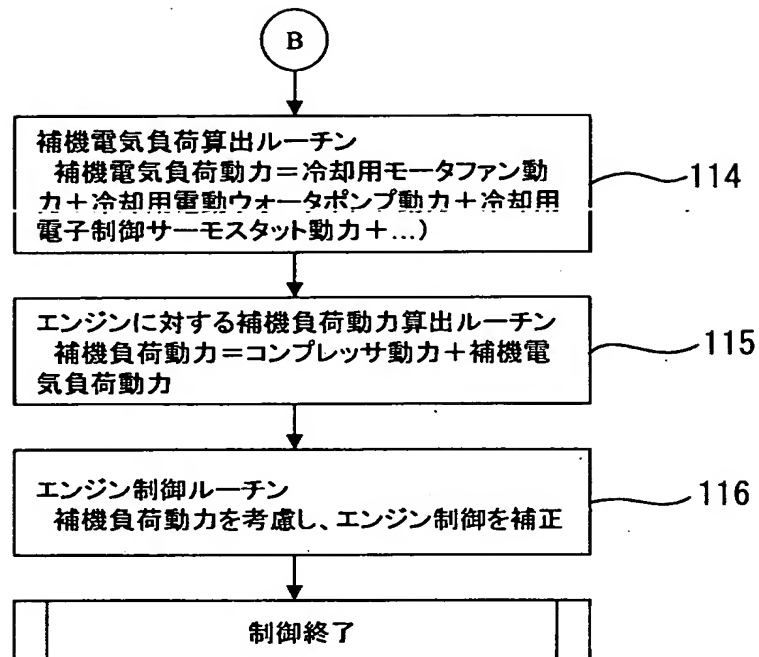 B
補機電気負荷算出ルーチン
補機電気負荷動力＝冷却用モータファン動
力＋冷却用電動ウォータポンプ動力＋冷却用
電子制御サーモスタット動力＋...）
114
エンジンに対する補機負荷動力算出ルーチン
補機負荷動力＝コンプレッサ動力＋補機電
気負荷動力
115
エンジン制御ルーチン
補機負荷動力を考慮し、エンジン制御を補正
116
制御終了